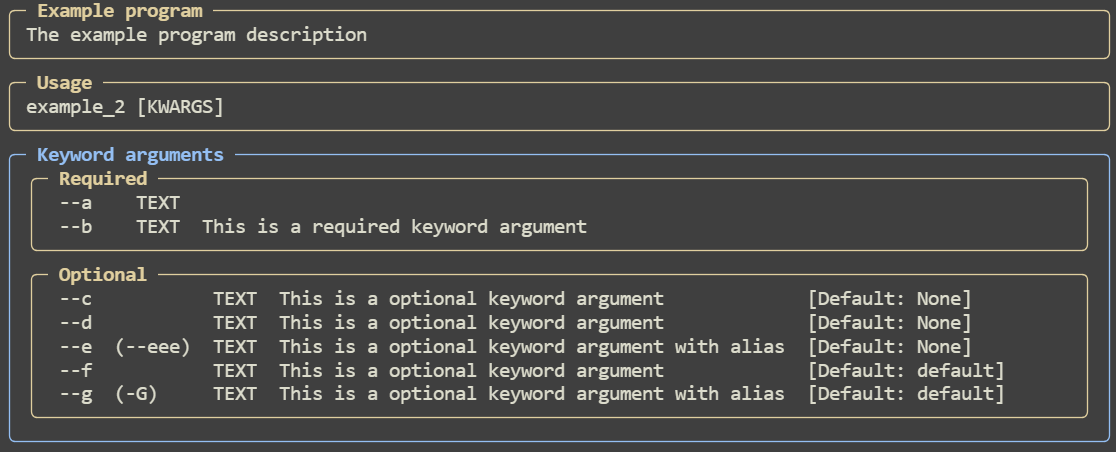 Example program
The example program description
Usage
example_2 [KWARGS]
Keyword arguments
Required
--a    TEXT
--b    TEXT  This is a required keyword argument
Optional
--c           TEXT  This is a optional keyword argument             [Default: None]
--d           TEXT  This is a optional keyword argument             [Default: None]
--e  (--eee)  TEXT  This is a optional keyword argument with alias  [Default: None]
--f           TEXT  This is a optional keyword argument             [Default: default]
--g  (-G)     TEXT  This is a optional keyword argument with alias  [Default: default]